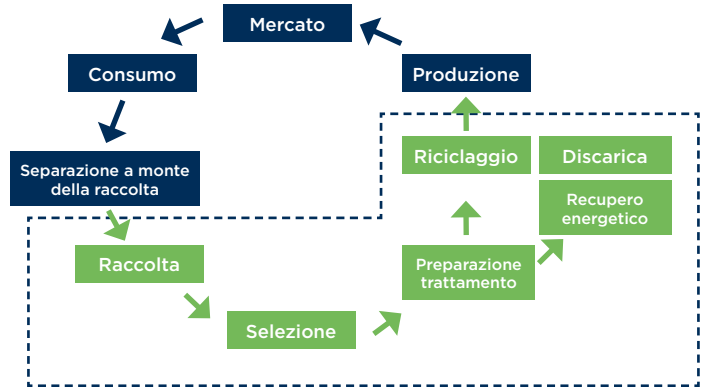 Mercato
Consumo
Produzione
Separazione a monte
della raccolta
Riciclaggio
Discarica
Recupero
energetico
Raccolta
Preparazione
trattamento
Selezione